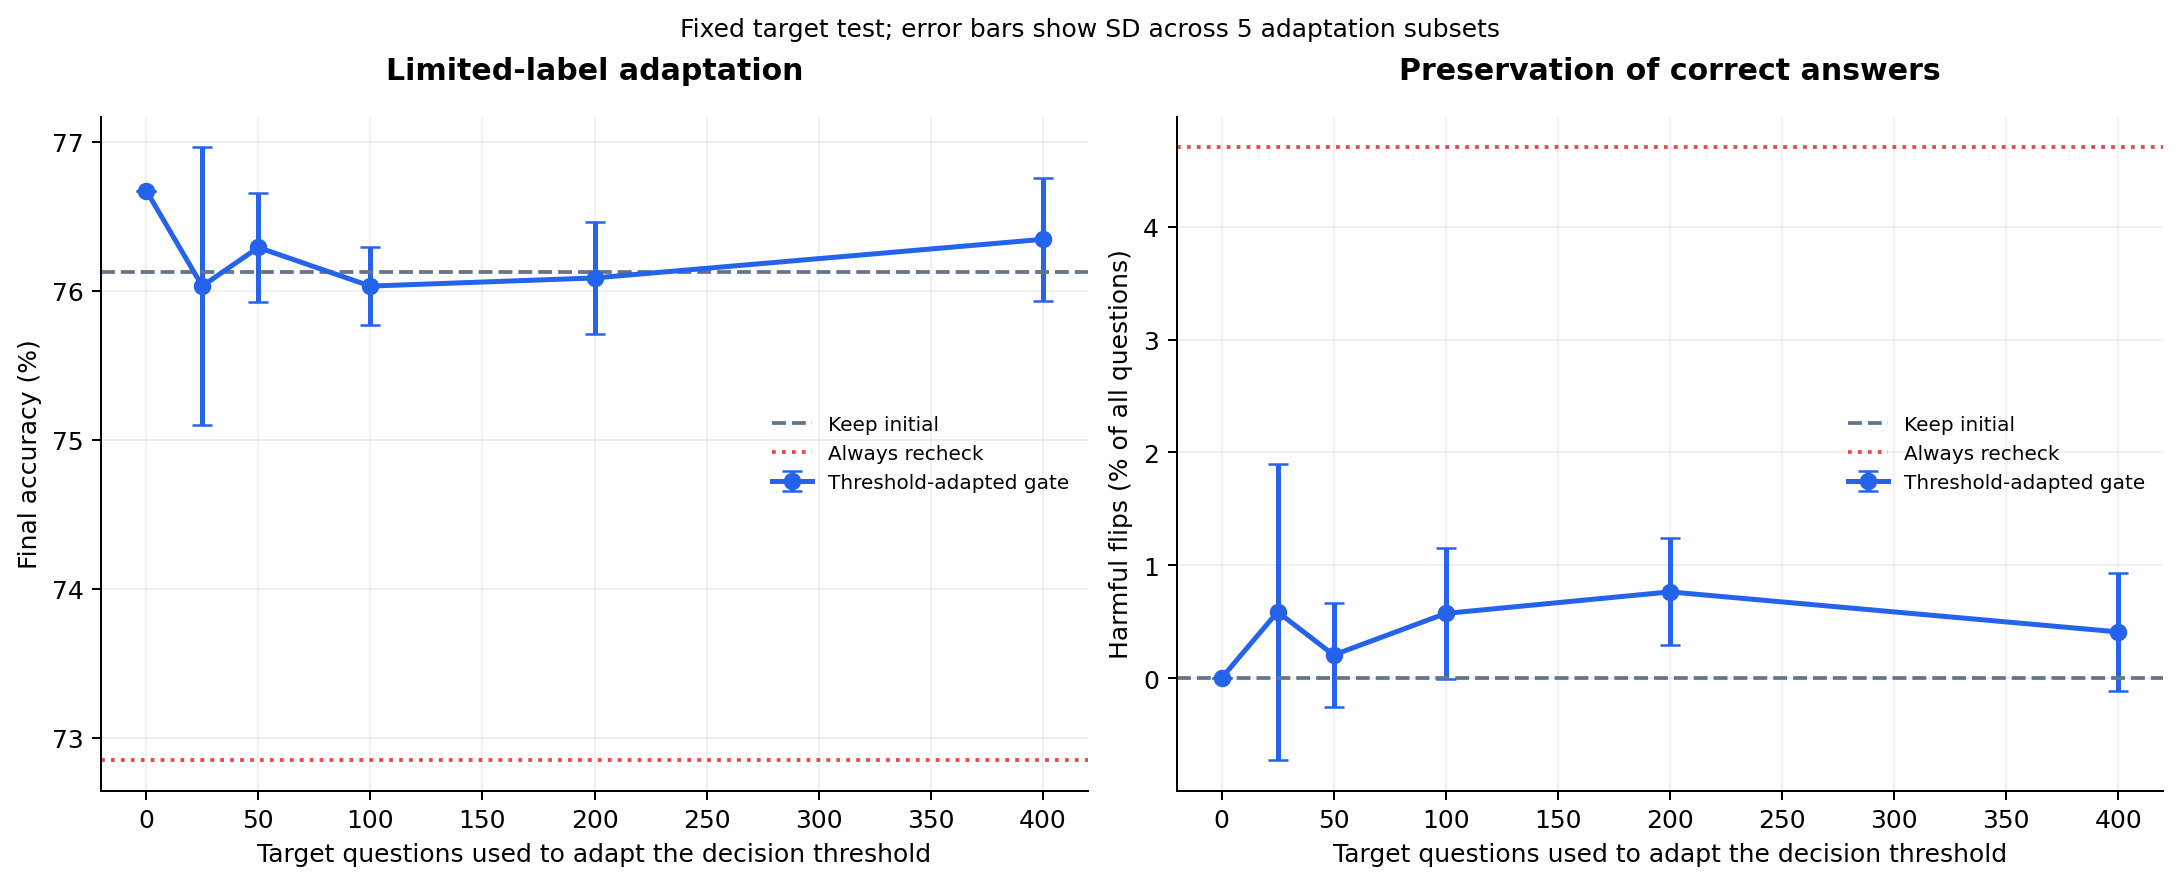 Fixed target test; error bars show SD across 5 adaptation subsets
Limited-label adaptation
Final accuracy (%)
77
76
75
74
73
Keep initial
Always recheck
Threshold-adapted gate
0 50 100 150 200 250 300 350 400
Target questions used to adapt the decision threshold
Preservation of correct answers
Harmful flips (% of all questions)
4
3
2
1
0
Keep initial
Always recheck
Threshold-adapted gate
0 50 100 150 200 250 300 350 400
Target questions used to adapt the decision threshold